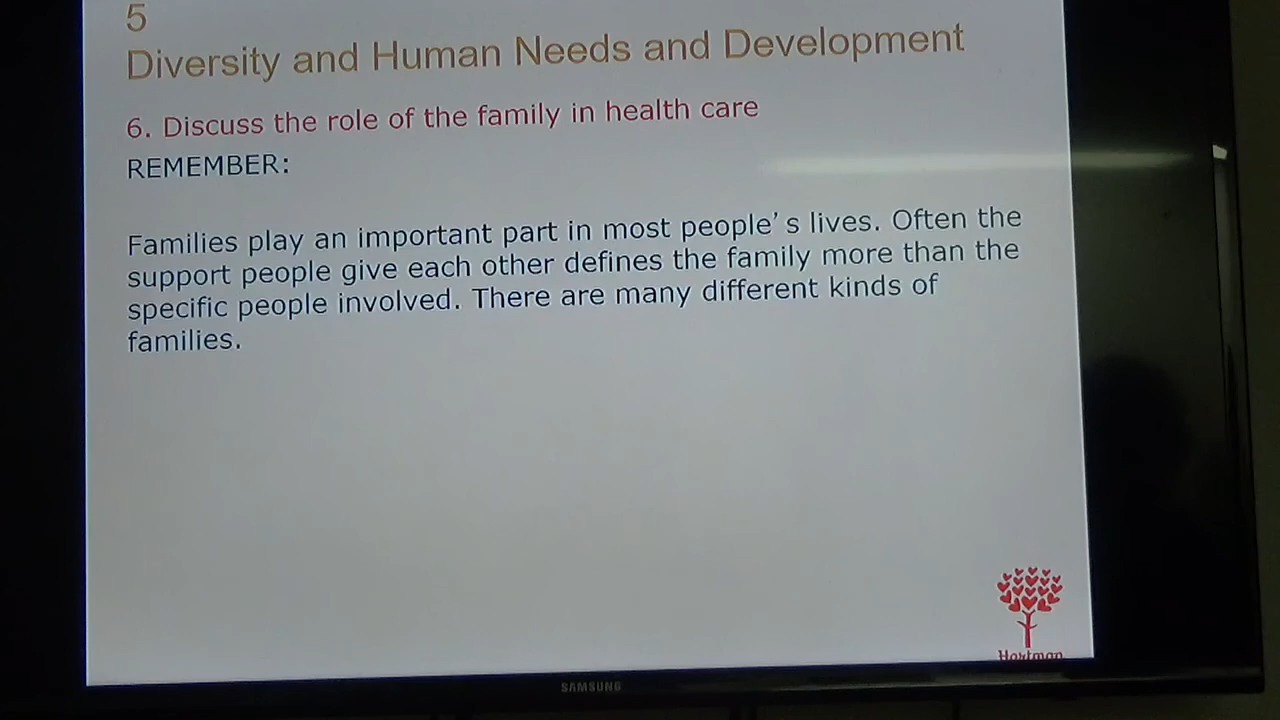 5
Diversity and Human Needs and Development
6. Discuss the role of the family in health care
REMEMBER:
Families play an important part in most people's lives. Often the
support people give each other defines the family more than the
specific people involved. There are many different kinds of
families.
Hartman
SAMSUNG